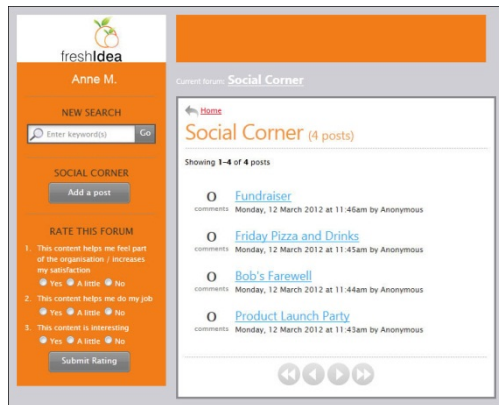 freshIdea
Anne M.
NEW SEARCH
Enter keyword(s)
Go
SOCIAL CORNER
Add a post
RATE THIS FORUM
1. This content helps me feel part
of the organisation / increases
my satisfaction
Yes A little No
2. This content helps me do my job
Yes A little No
3. This content is interesting
Yes A little No
Submit Rating
Current forum: Social Corner
Home
Social Corner (4 posts)
Showing 1-4 of 4 posts
0 Fundraiser
comments Monday, 12 March 2012 at 11:46am by Anonymous
0 Friday Pizza and Drinks
comments Monday, 12 March 2012 at 11:45am by Anonymous
0 Bob's Farewell
comments Monday, 12 March 2012 at 11:44am by Anonymous
0 Product Launch Party
comments Monday, 12 March 2012 at 11:43am by Anonymous